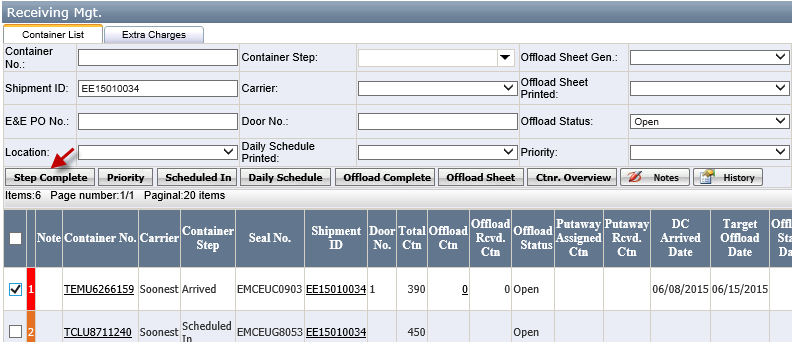 Receiving Mgt.
Container List Extra Charges
Container No.: Container Step: Offload Sheet Gen.:
Shipment ID: EE15010034 Carrier: Offload Sheet Printed:
E&E PO No.: Door No.: Offload Status: Open
Location: Daily Schedule Printed: Priority:
Step Complete Priority Scheduled In Daily Schedule Offload Complete Offload Sheet Ctnr. Overview Notes History
Items:6 Page number:1/1 Paginal:20 items
Note Container No. Carrier Container Step Seal No. Shipment ID Door No. Total Ctn Offload Ctn Offload Rcvd. Ctn Offload Status Putaway Assigned Ctn Putaway Rcvd. Ctn DC Arrived Date Target Offload Date
1 TEMU6266159 Soonest Arrived EMCEUC0903 EE15010034 1 390 0 0 Open 06/08/2015 06/15/2015
2 TCLU8711240 Soonest Scheduled In EMCEUG8053 EE15010034 450 Open